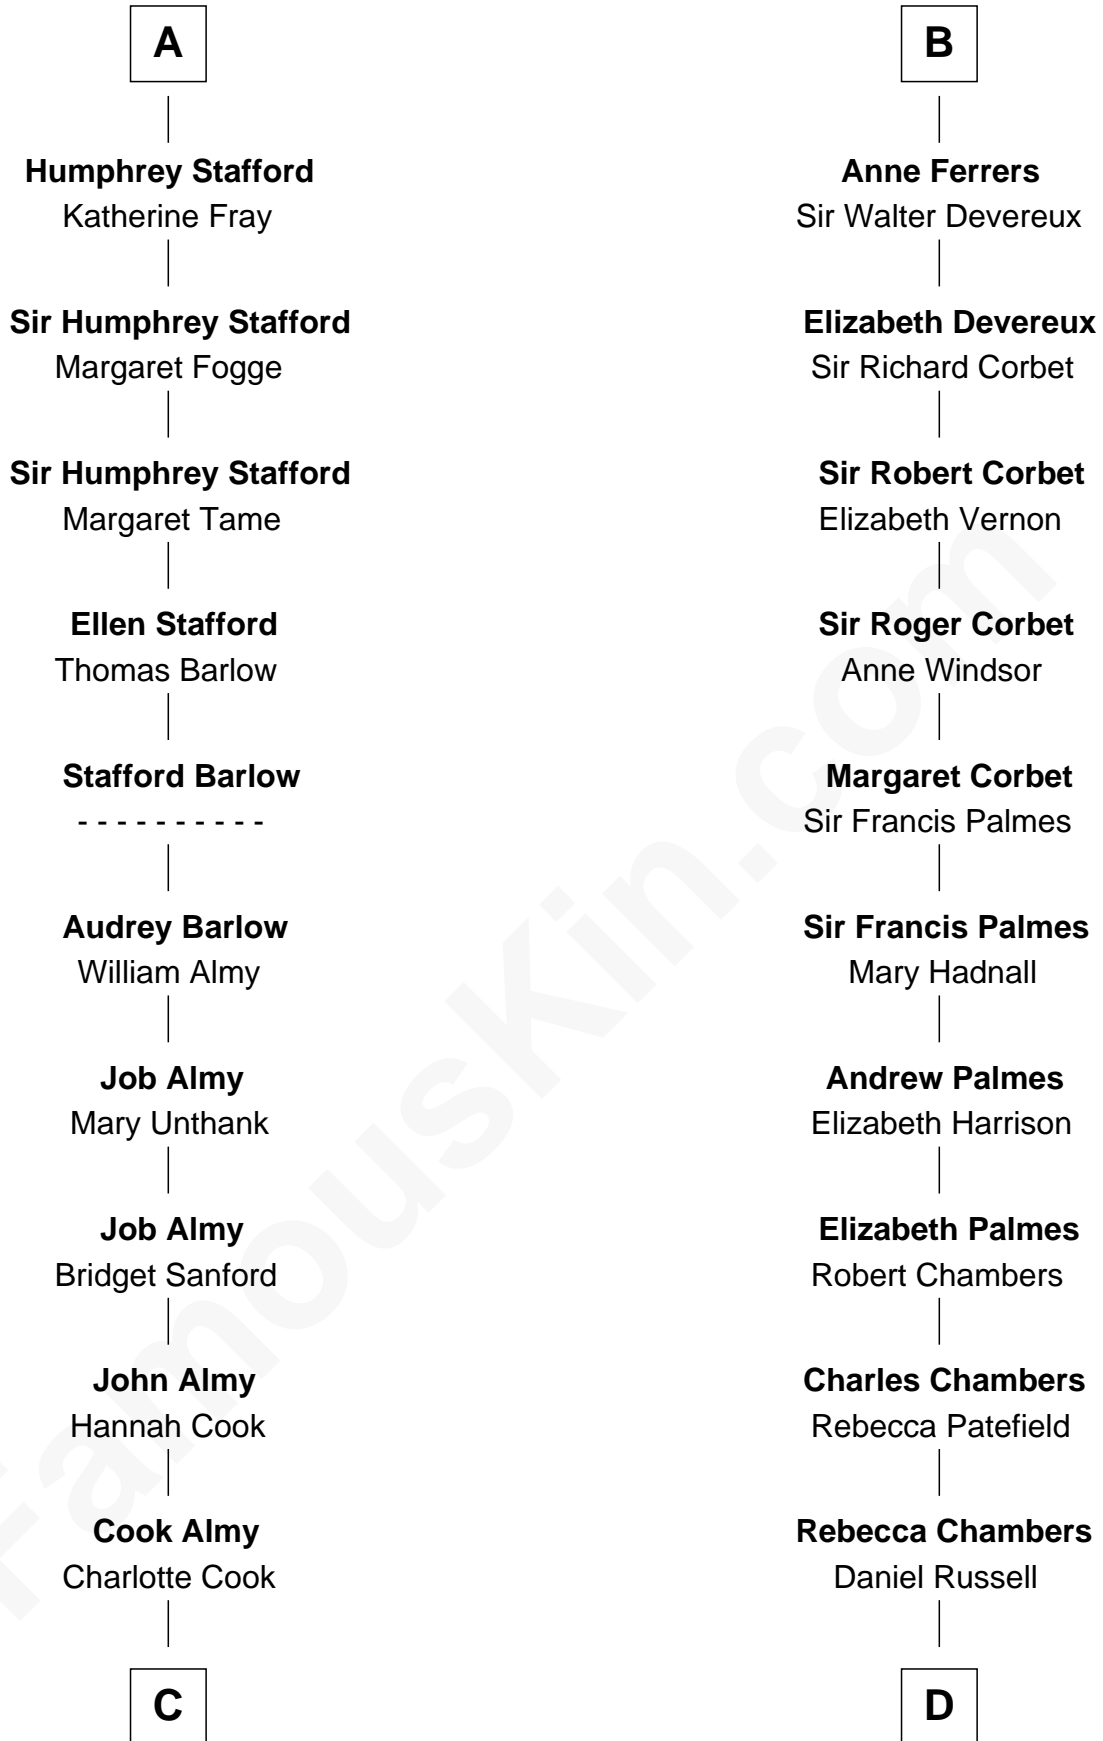 A
Humphrey Stafford
Katherine Fray
Sir Humphrey Stafford
Margaret Fogge
Sir Humphrey Stafford
Margaret Tame
Ellen Stafford
Thomas Barlow
Stafford Barlow
- - - - - - - - - -
Audrey Barlow
William Almy
Job Almy
Mary Unthank
Job Almy
Bridget Sanford
John Almy
Hannah Cook
Cook Almy
Charlotte Cook
C
B
Anne Ferrers
Sir Walter Devereux
Elizabeth Devereux
Sir Richard Corbet
Sir Robert Corbet
Elizabeth Vernon
Sir Roger Corbet
Anne Windsor
Margaret Corbet
Sir Francis Palmes
Sir Francis Palmes
Mary Hadnall
Andrew Palmes
Elizabeth Harrison
Elizabeth Palmes
Robert Chambers
Charles Chambers
Rebecca Patefield
Rebecca Chambers
Daniel Russell
D
FamousKin.com